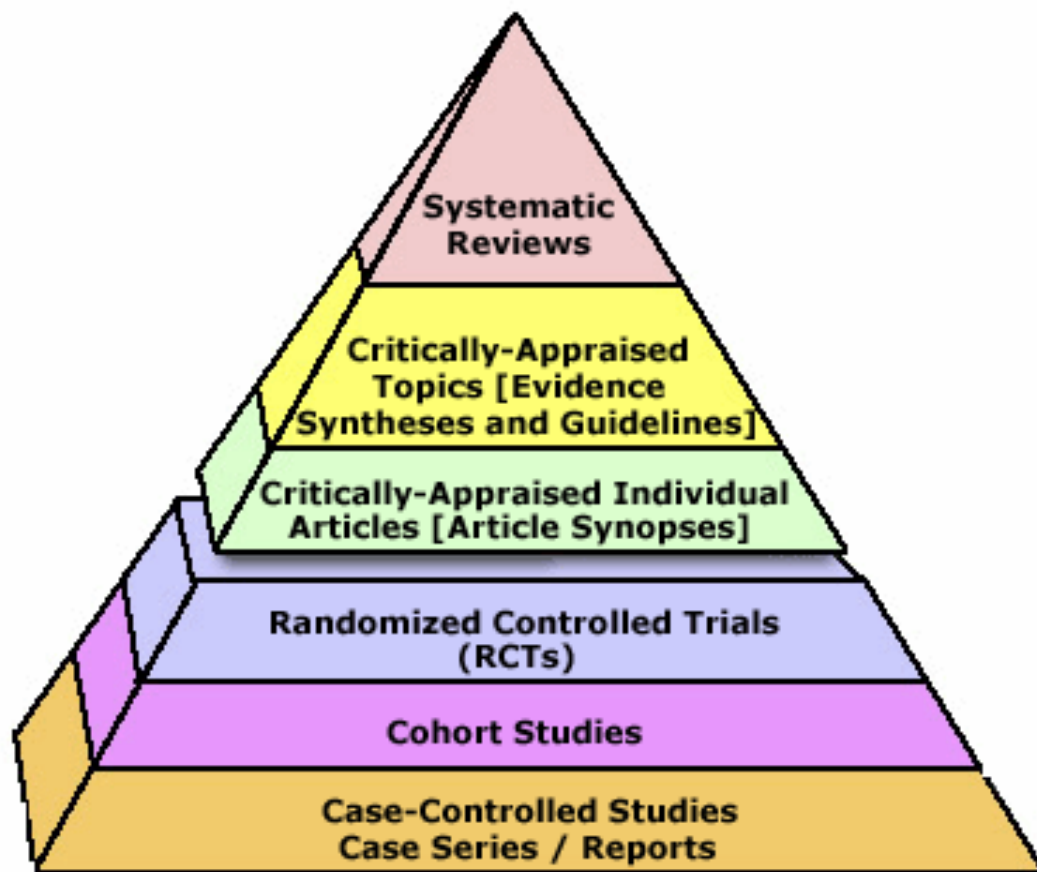 Systematic
Reviews
Critically-Appraised
Topics [Evidence
Syntheses and Guidelines]
Critically-Appraised Individual
Articles [Article Synopses]
Randomized Controlled Trials
(RCTs)
Cohort Studies
Case-Controlled Studies
Case Series / Reports